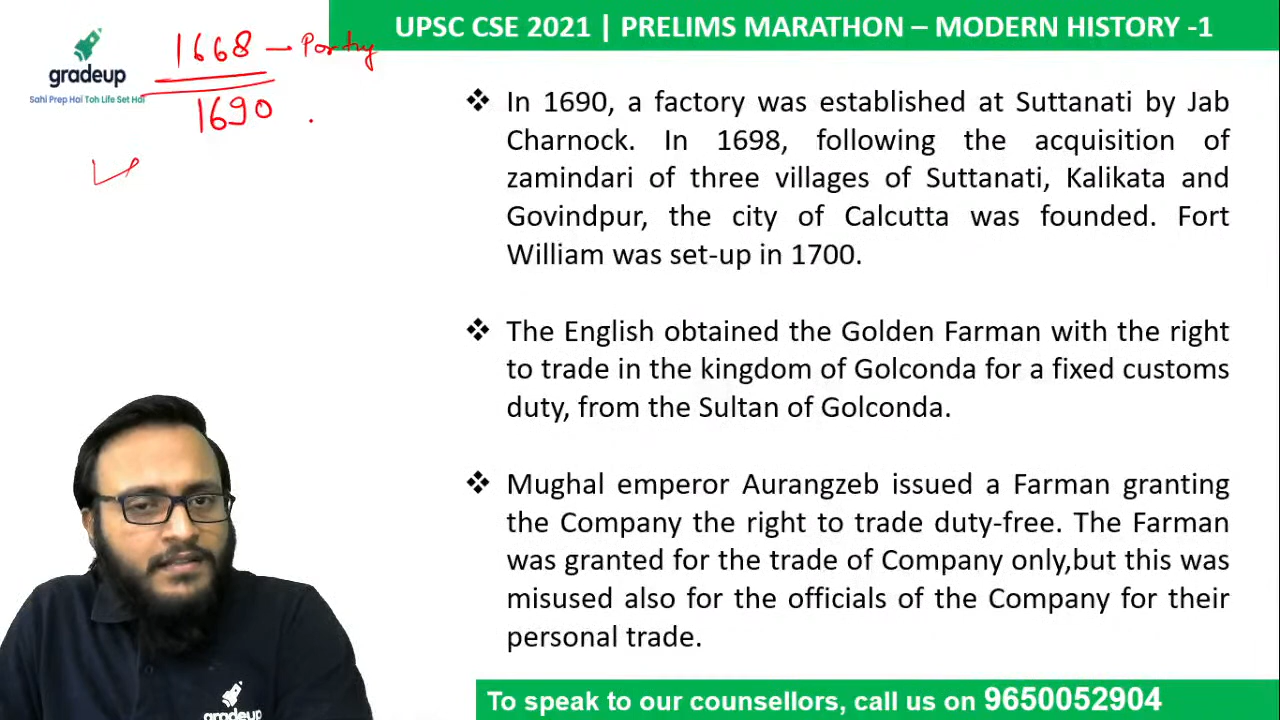 UPSC CSE 2021 | PRELIMS MARATHON – MODERN HISTORY -1
gradeup
Sahi Prep Hai Toh Life Set Hai
1668 –
1690
❖ In 1690, a factory was established at Suttanati by Jab
Charnock. In 1698, following the acquisition of
zamindari of three villages of Suttanati, Kalikata and
Govindpur, the city of Calcutta was founded. Fort
William was set-up in 1700.
❖ The English obtained the Golden Farman with the right
to trade in the kingdom of Golconda for a fixed customs
duty, from the Sultan of Golconda.
❖ Mughal emperor Aurangzeb issued a Farman granting
the Company the right to trade duty-free. The Farman
was granted for the trade of Company only,but this was
misused also for the officials of the Company for their
personal trade.
gradeup
To speak to our counsellors, call us on 9650052904